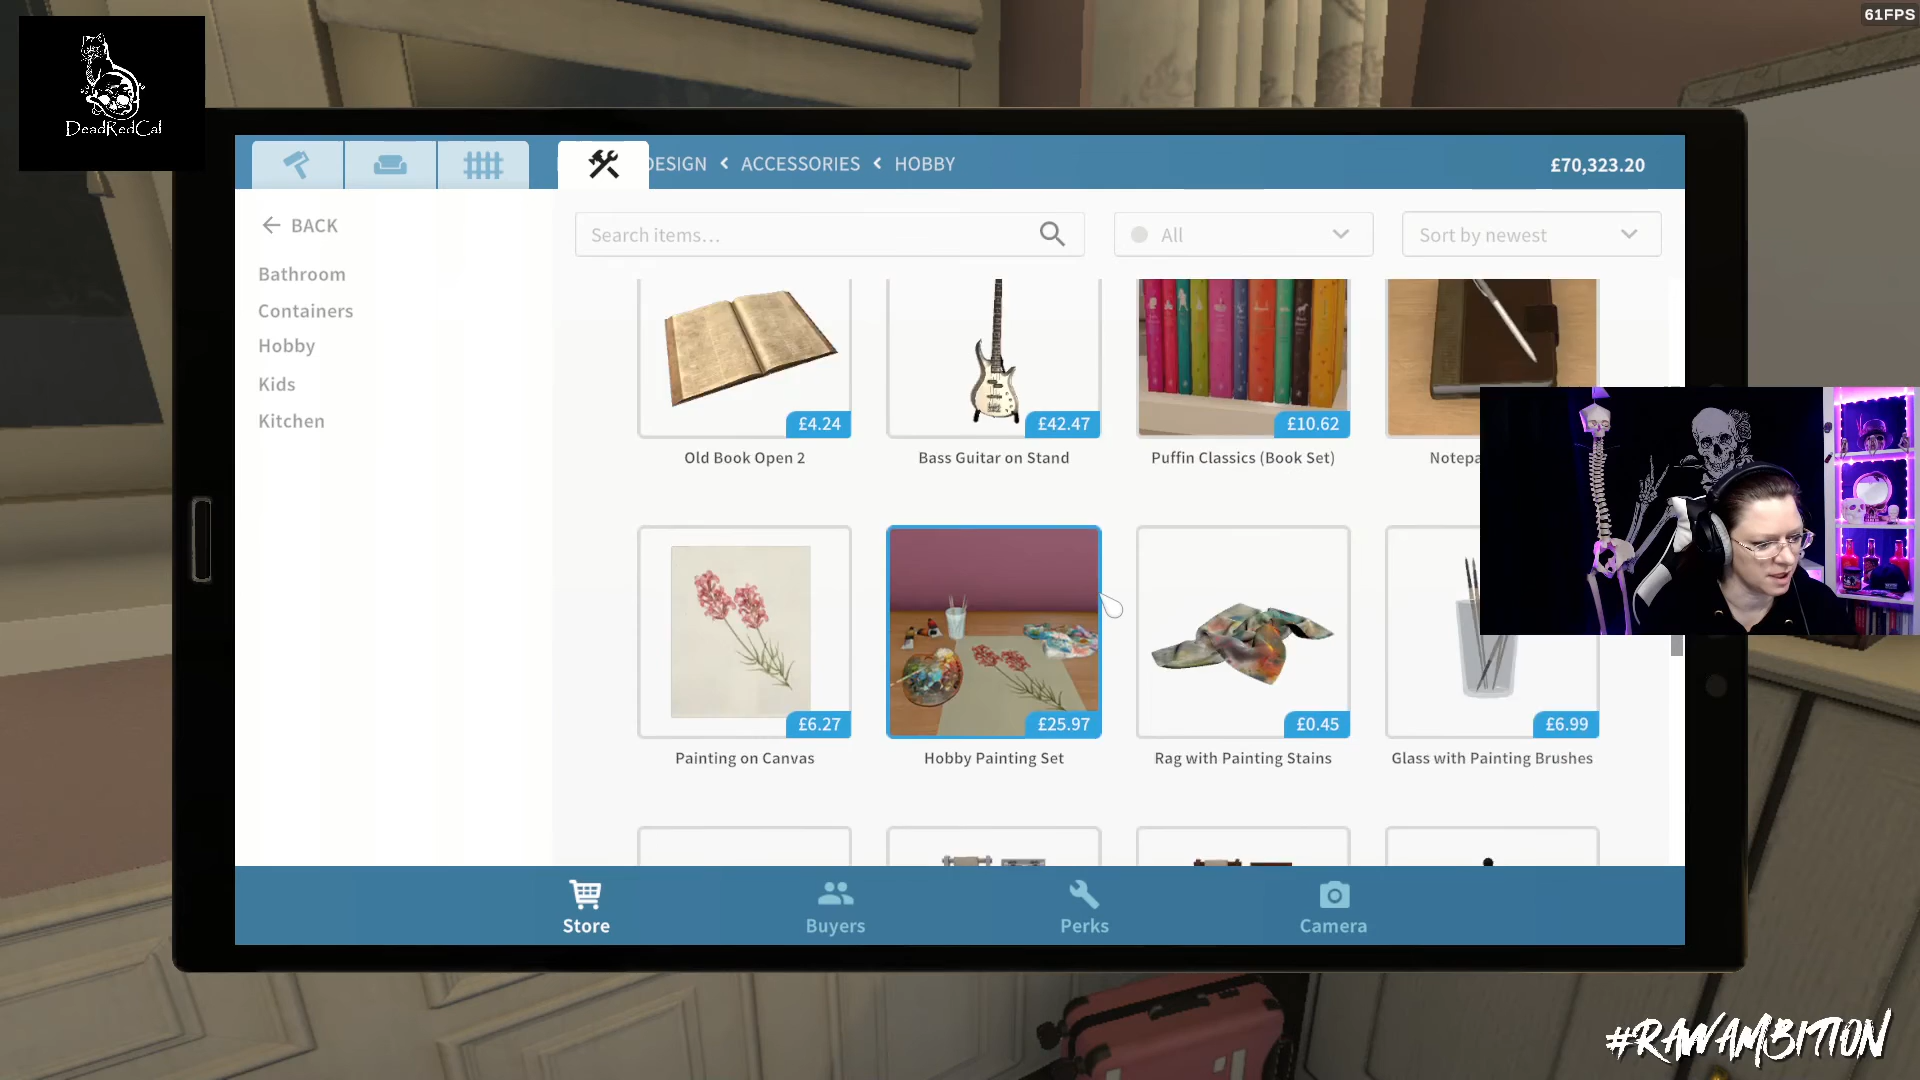 61FPS
DeadRedCal
DESIGN < ACCESSORIES < HOBBY
£70,323.20
BACK
Search items...
All
Sort by newest
Bathroom
Containers
Hobby
Kids
Kitchen
£4.24
£42.47
£10.62
Old Book Open 2
Bass Guitar on Stand
Puffin Classics (Book Set)
£6.27
£25.97
£0.45
£6.99
Painting on Canvas
Hobby Painting Set
Rag with Painting Stains
Glass with Painting Brushes
Store
Buyers
Perks
Camera
#RAWAMBITION